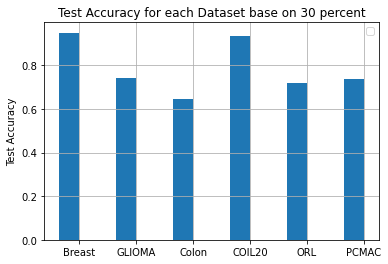 Test Accuracy for each Dataset base on 30 percent
Test Accuracy
0.8
0.6
0.4
0.2
0.0
Breast GLIOMA Colon COIL20 ORL PCMAC